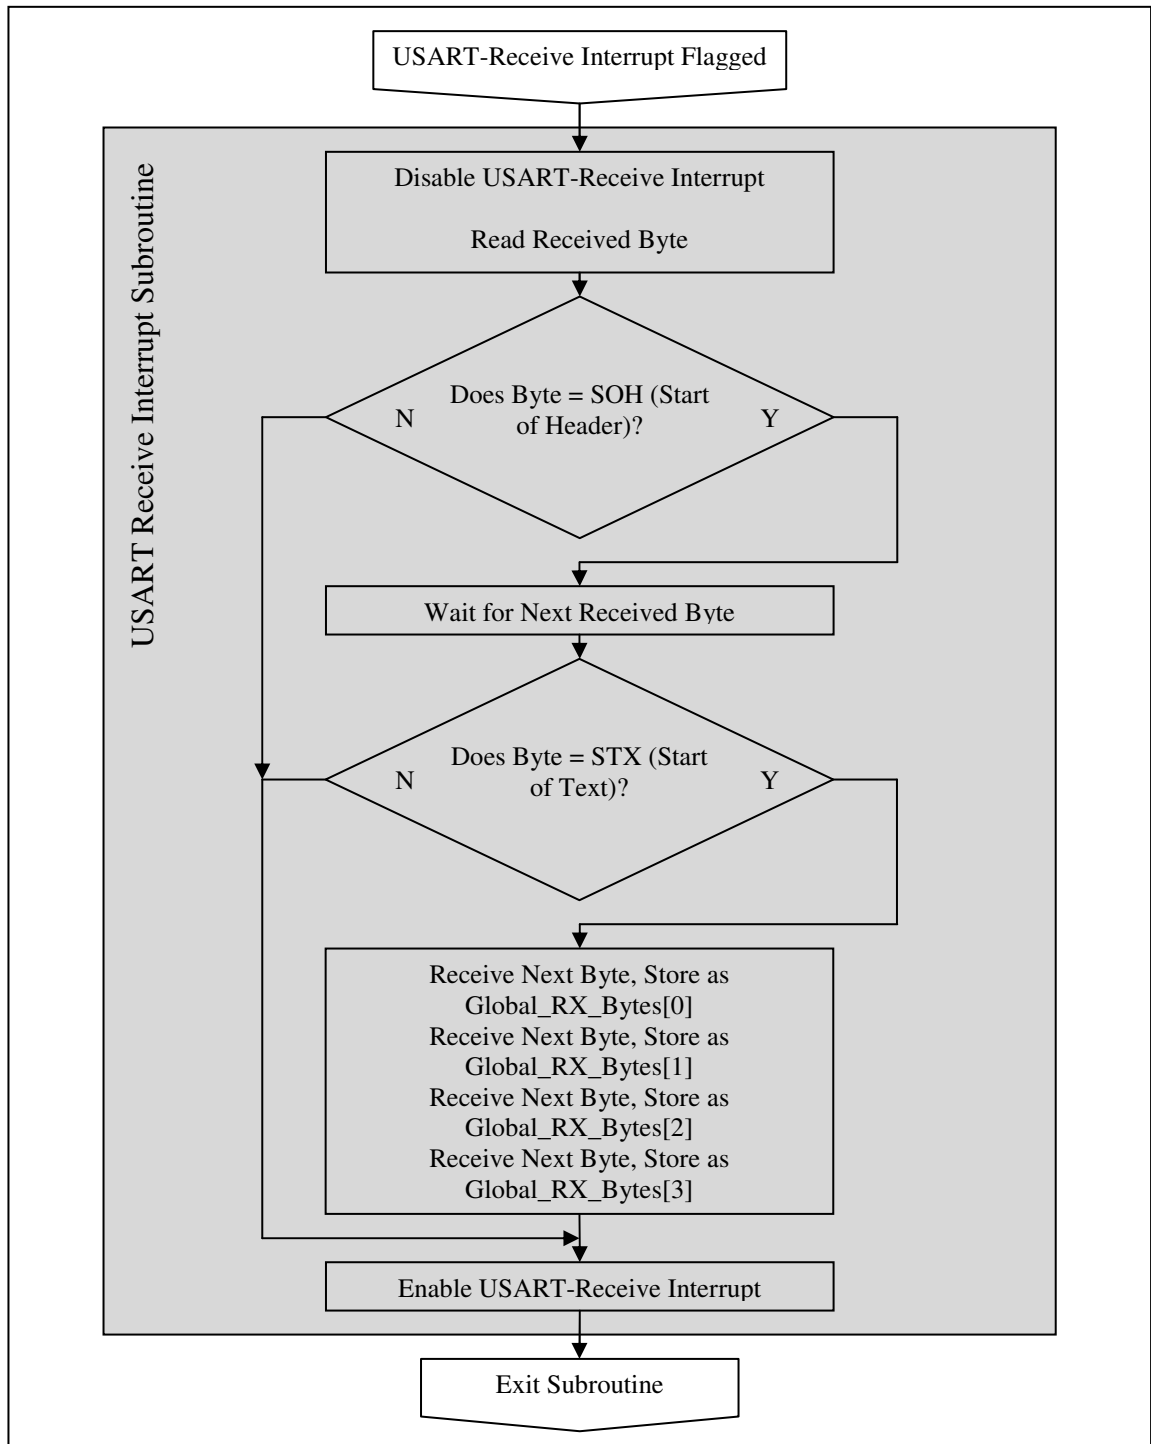 USART-Receive Interrupt Flagged
USART Receive Interrupt Subroutine
Disable USART-Receive Interrupt
Read Received Byte
Does Byte = SOH (Start
of Header)?
N
Y
Wait for Next Received Byte
Does Byte = STX (Start
of Text)?
N
Y
Receive Next Byte, Store as
Global_RX_Bytes[0]
Receive Next Byte, Store as
Global_RX_Bytes[1]
Receive Next Byte, Store as
Global_RX_Bytes[2]
Receive Next Byte, Store as
Global_RX_Bytes[3]
Enable USART-Receive Interrupt
Exit Subroutine